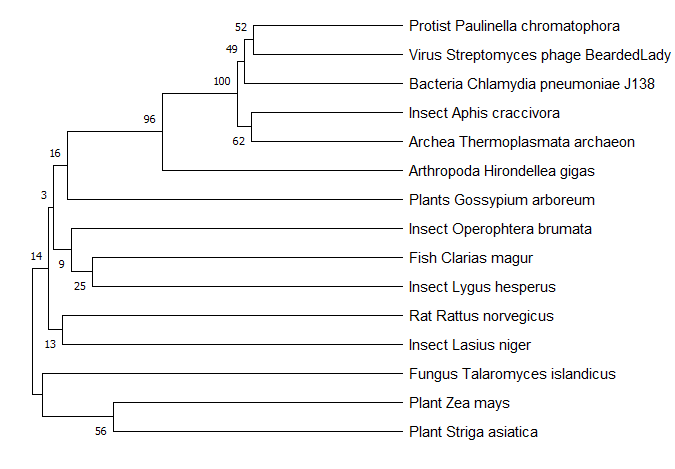 52
Protist Paulinella chromatophora
49
Virus Streptomyces phage BeardedLady
100
Bacteria Chlamydia pneumoniae J138
Insect Aphis craccivora
96
62
Archea Thermoplasmata archaeon
16
Arthropoda Hirondellea gigas
3
Plants Gossypium arboreum
Insect Operophtera brumata
14
9
Fish Clarias magur
25
Insect Lygus hesperus
Rat Rattus norvegicus
13
Insect Lasius niger
Fungus Talaromyces islandicus
Plant Zea mays
56
Plant Striga asiatica